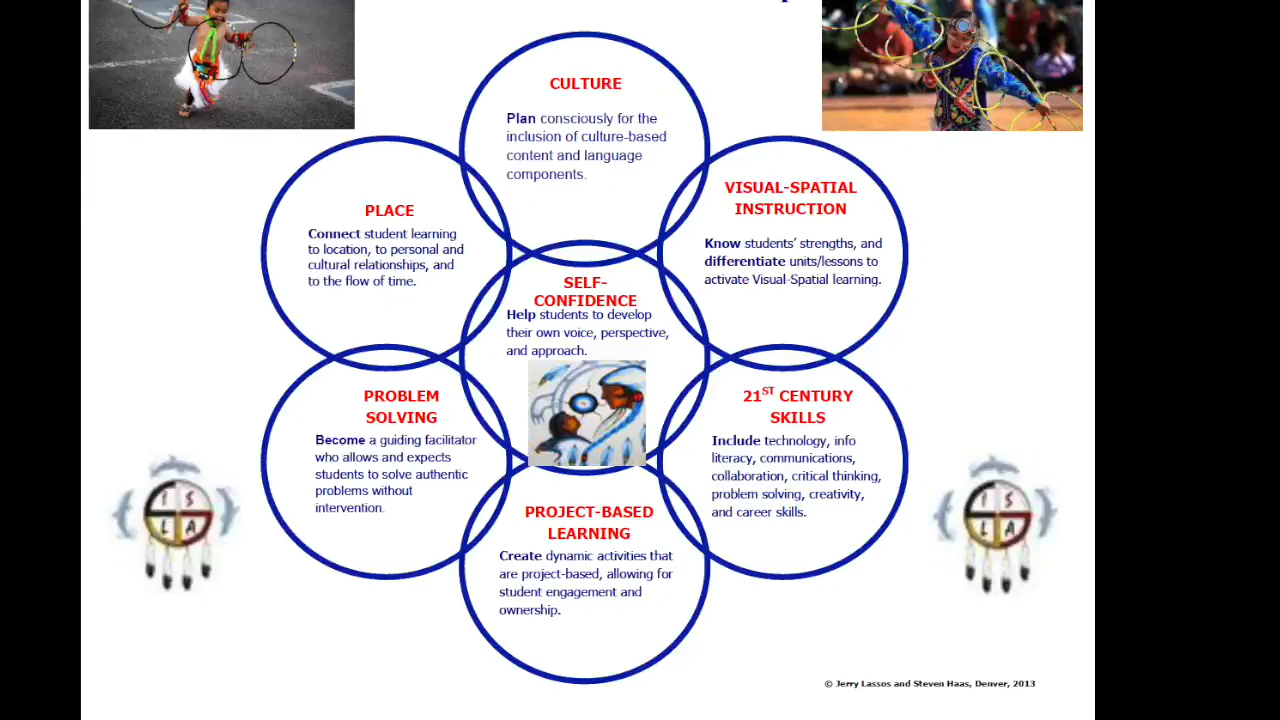 CULTURE
Plan consciously for the
inclusion of culture-based
content and language
components.
PLACE
Connect student learning
to location, to personal and
cultural relationships, and
to the flow of time.
VISUAL-SPATIAL
INSTRUCTION
Know students' strengths, and
differentiate units/lessons to
activate Visual-Spatial learning.
SELF-
CONFIDENCE
Help students to develop
their own voice, perspective,
and approach.
PROBLEM
SOLVING
Become a guiding facilitator
who allows and expects
students to solve authentic
problems without
intervention.
21ST CENTURY
SKILLS
Include technology, info
literacy, communications,
collaboration, critical thinking,
problem solving, creativity,
and career skills.
PROJECT-BASED
LEARNING
Create dynamic activities that
are project-based, allowing for
student engagement and
ownership.
I S
L A
I S
L A
© Jerry Lassos and Steven Haas, Denver, 2013